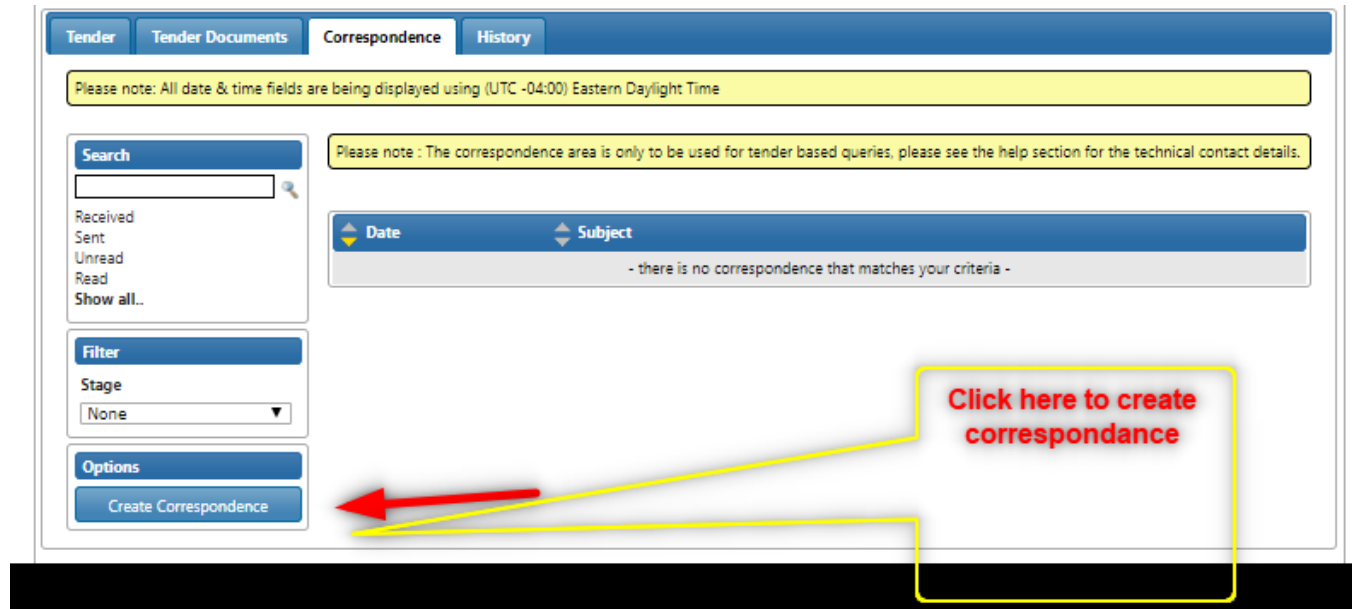 Tender Tender Documents Correspondence History
Please note: All date & time fields are being displayed using (UTC -04:00) Eastern Daylight Time
Search
Please note : The correspondence area is only to be used for tender based queries, please see the help section for the technical contact details.
Received
Sent
Unread
Read
Show all..
Date Subject
- there is no correspondence that matches your criteria -
Filter
Stage
None
Options
Create Correspondence
Click here to create
correspondance